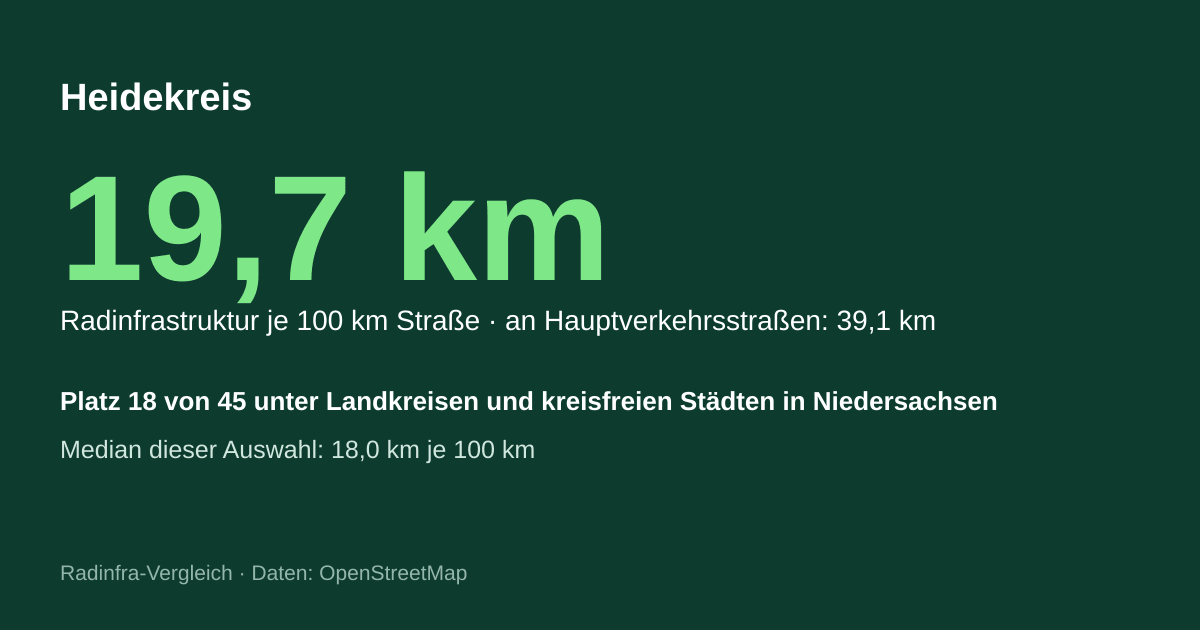 Heidekreis
19,7 km
Radinfrastruktur je 100 km Straße · an Hauptverkehrsstraßen: 39,1 km
Platz 18 von 45 unter Landkreisen und kreisfreien Städten in Niedersachsen
Median dieser Auswahl: 18,0 km je 100 km
Radinfra-Vergleich · Daten: OpenStreetMap